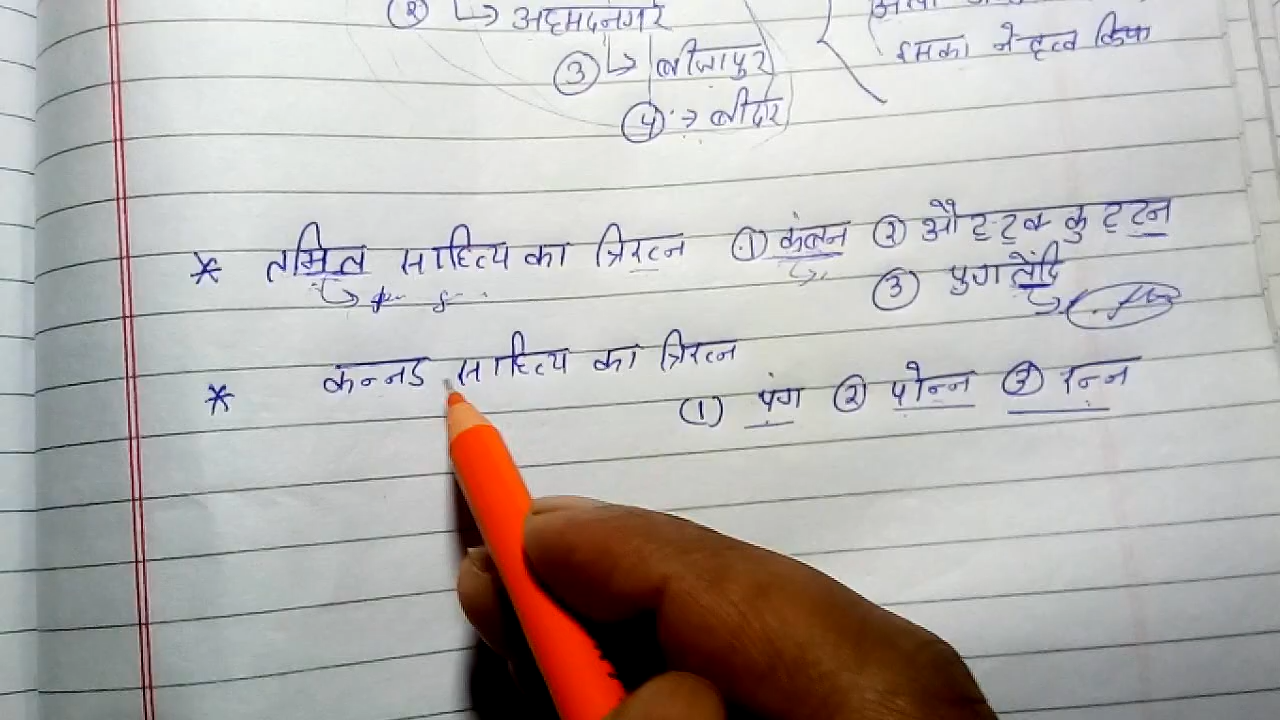 ② ↳ अहमदनगर
इसका नेतृत्व किया
③ ↳ बीजापुर
④ → बीदर
* तमिल साहित्य का त्रिरत्न ① कंबन ② औट्टक कुट्टन
③ पुगलेंदि
* कन्नड साहित्य का त्रिरत्न
(1) पंग ② पोन्न ③ रन्न